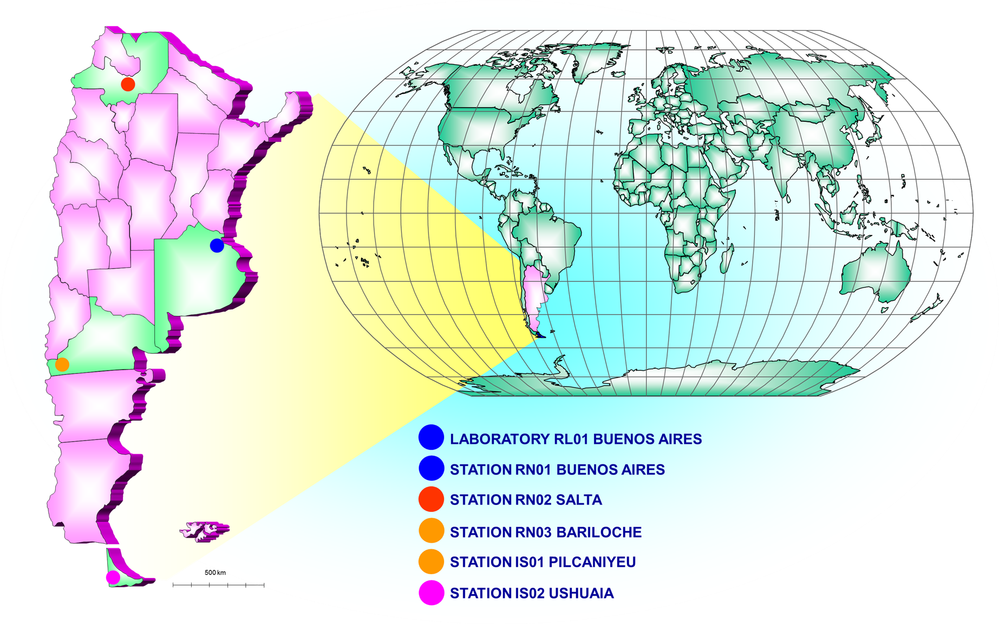 LABORATORY RL01 BUENOS AIRES
STATION RN01 BUENOS AIRES
STATION RN02 SALTA
STATION RN03 BARILOCHE
STATION IS01 PILCANIYEU
500 km
STATION IS02 USHUAIA